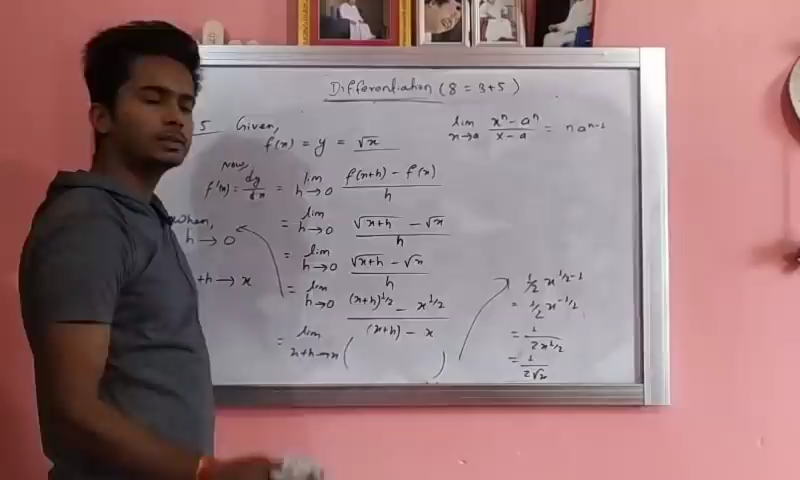 Differentiation (8 = 3+5)
5 Given,
f(x) = y = √x
lim x→a (xⁿ - aⁿ)/(x - a) = n aⁿ⁻¹
Now,
f'(x) = dy/dx = lim h→0 (f(x+h) - f(x))/h
When,
h → 0
+h → x
= lim h→0 (√x+h - √x)/h
= lim h→0 (√x+h - √x)/h
= lim h→0 ((x+h)^1/2 - x^1/2)/((x+h) - x)
= lim x+h→x ( )
1/2 x^1/2-1
= 1/2 x^-1/2
= 1/2x^1/2
= 1/2√x